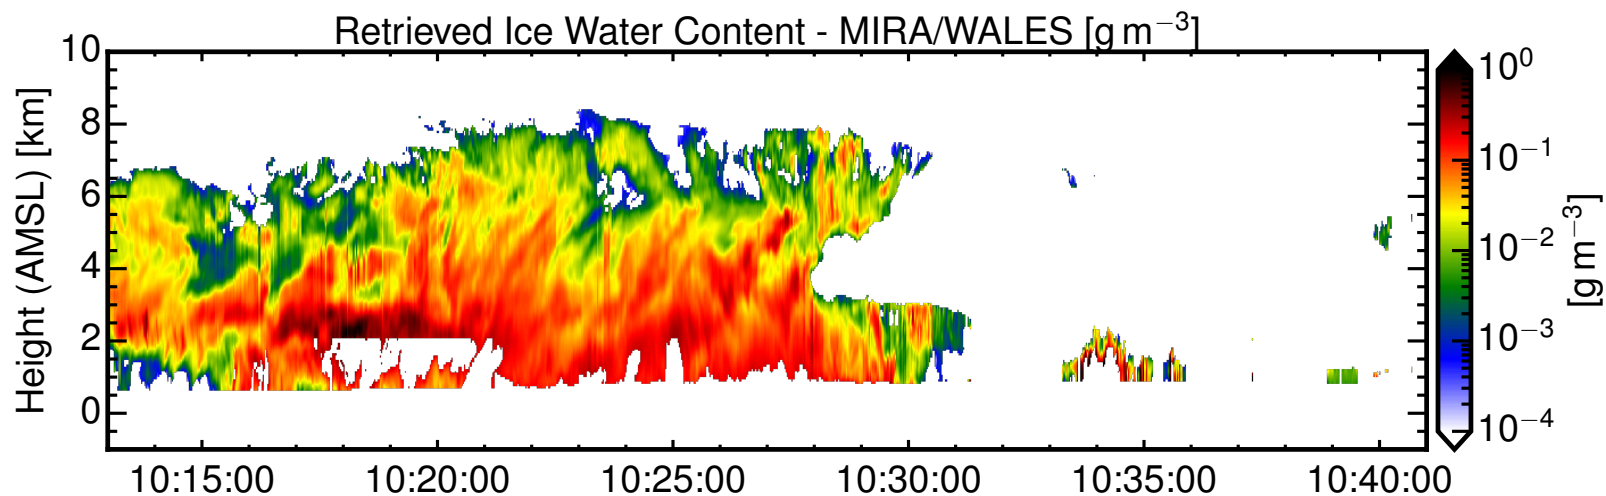 Retrieved Ice Water Content - MIRA/WALES [g m⁻³]
Height (AMSL) [km]
10
8
6
4
2
0
10:15:00 10:20:00 10:25:00 10:30:00 10:35:00 10:40:00
10⁰
10⁻¹
10⁻²
10⁻³
10⁻⁴
[g m⁻³]